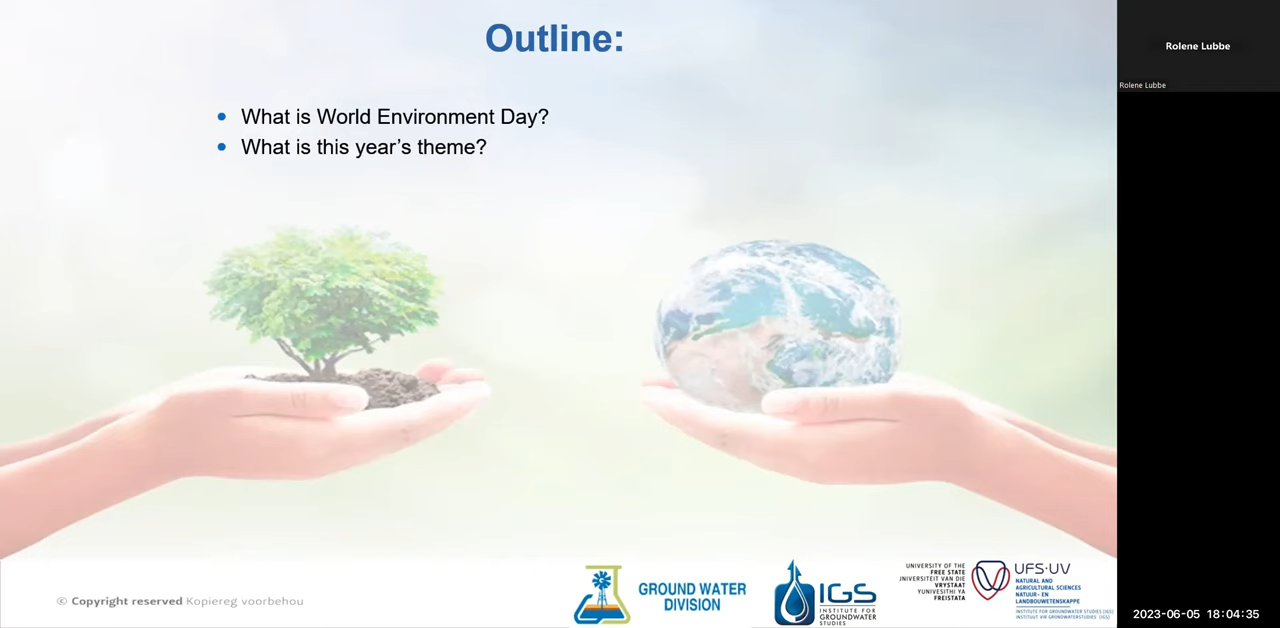 Outline:
What is World Environment Day?
What is this year’s theme?
© Copyright reserved Kopiereg voorbehou
GROUND WATER
DIVISION
IGS
INSTITUTE FOR
GROUNDWATER
STUDIES
UNIVERSITY OF THE
FREE STATE
UNIVERSITEIT VAN DIE
VRYSTAAT
YUNIVESITHI YA
FREISTATA
UFS·UV
NATURAL AND
AGRICULTURAL SCIENCES
NATUUR- EN
LANDBOUWETENSKAPPE
INSTITUTE FOR GROUNDWATER STUDIES (IGS)
INSTITUUT VIR GRONDWATERSTUDIES (IGS)
Rolene Lubbe
Rolene Lubbe
2023-06-05 18:04:35